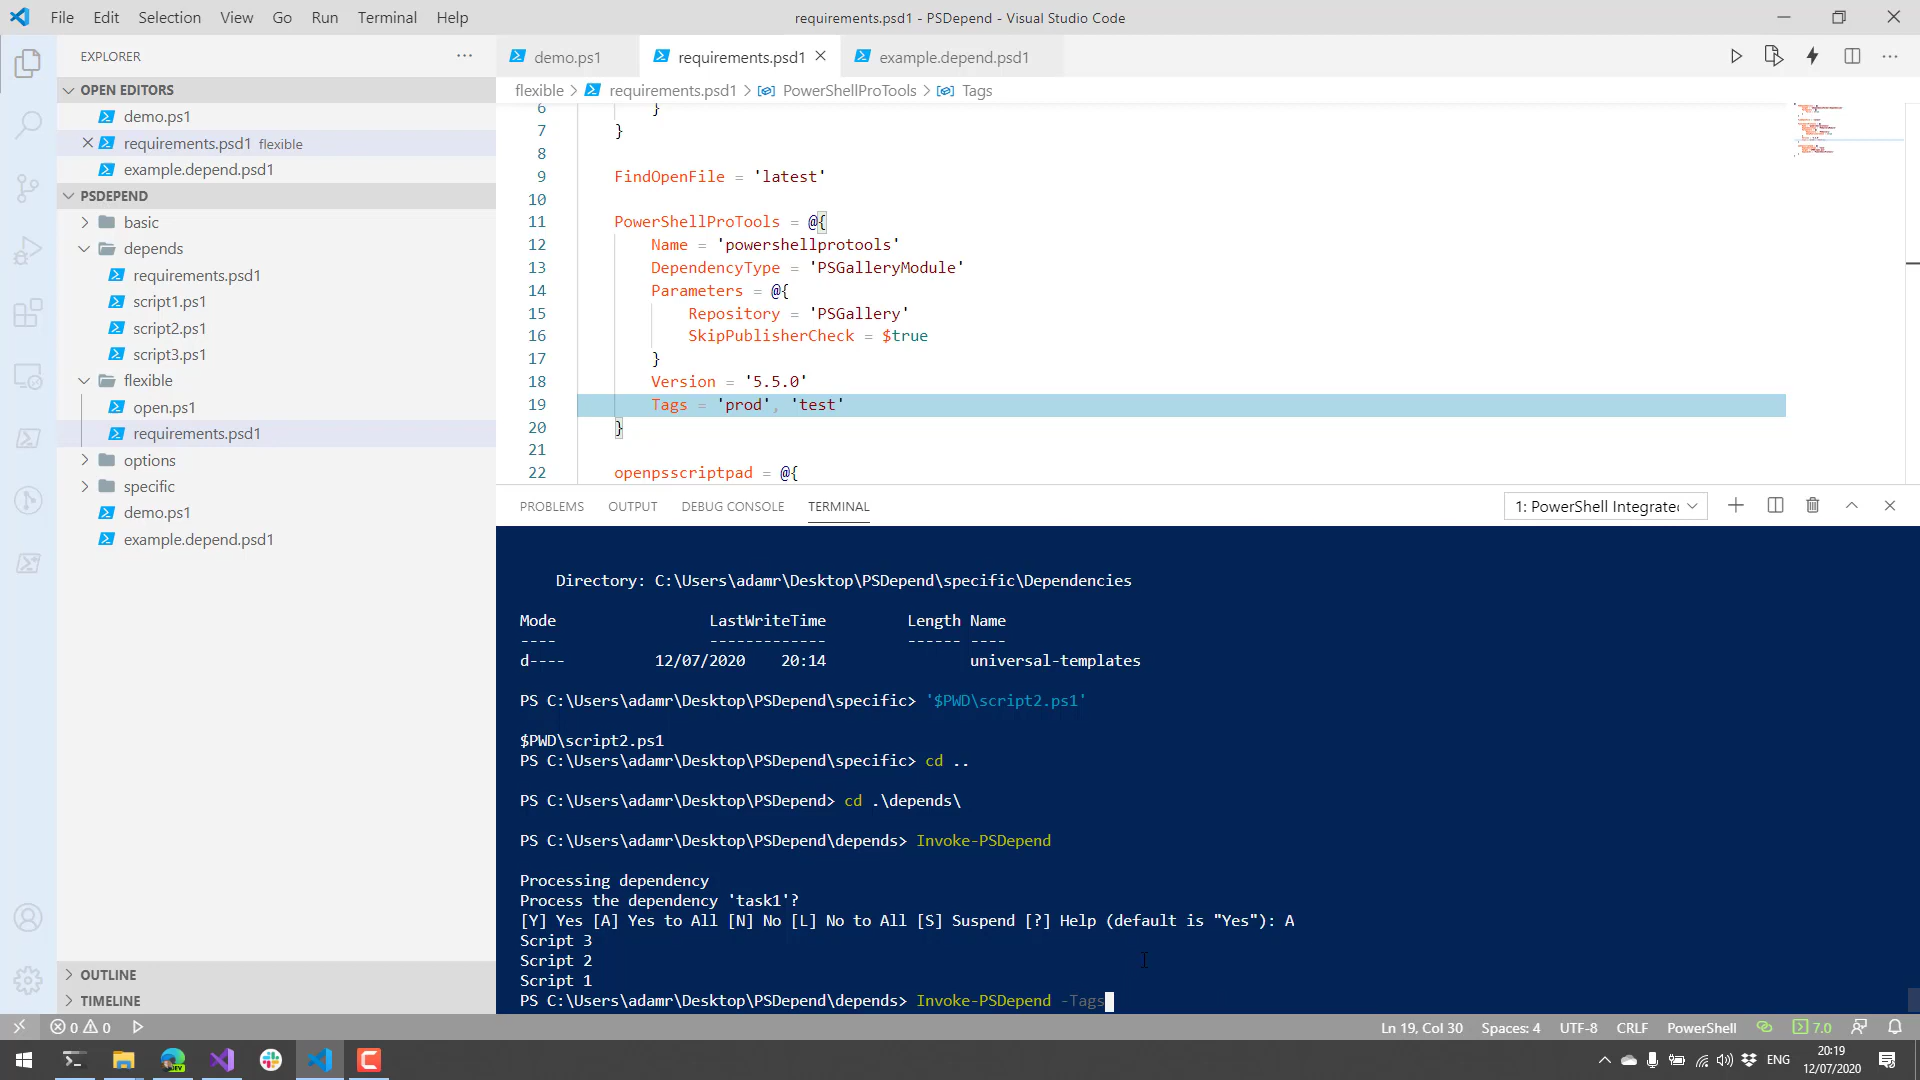 File Edit Selection View Go Run Terminal Help
requirements.psd1 - PSDepend - Visual Studio Code
EXPLORER
OPEN EDITORS
demo.ps1
requirements.psd1 flexible
example.depend.psd1
PSDEPEND
basic
depends
requirements.psd1
script1.ps1
script2.ps1
script3.ps1
flexible
open.ps1
requirements.psd1
options
specific
demo.ps1
example.depend.psd1
OUTLINE
TIMELINE
demo.ps1 requirements.psd1 example.depend.psd1
flexible > requirements.psd1 > PowerShellProTools > Tags
6 }
7 }
8
9 FindOpenFile = 'latest'
10
11 PowerShellProTools = @{
12 Name = 'powershellprotools'
13 DependencyType = 'PSGalleryModule'
14 Parameters = @{
15 Repository = 'PSGallery'
16 SkipPublisherCheck = $true
17 }
18 Version = '5.5.0'
19 Tags = 'prod', 'test'
20 }
21
22 openpsscriptpad = @{
PROBLEMS OUTPUT DEBUG CONSOLE TERMINAL
1: PowerShell Integrated
Directory: C:\Users\adamr\Desktop\PSDepend\specific\Dependencies
Mode LastWriteTime Length Name
---- ------------- ------ ----
d---- 12/07/2020 20:14 universal-templates
PS C:\Users\adamr\Desktop\PSDepend\specific> '$PWD\script2.ps1'
$PWD\script2.ps1
PS C:\Users\adamr\Desktop\PSDepend\specific> cd ..
PS C:\Users\adamr\Desktop\PSDepend> cd .\depends\
PS C:\Users\adamr\Desktop\PSDepend\depends> Invoke-PSDepend
Processing dependency
Process the dependency 'task1'?
[Y] Yes [A] Yes to All [N] No [L] No to All [S] Suspend [?] Help (default is "Yes"): A
Script 3
Script 2
Script 1
PS C:\Users\adamr\Desktop\PSDepend\depends> Invoke-PSDepend -Tags
0 0
Ln 19, Col 30 Spaces: 4 UTF-8 CRLF PowerShell 7.0
ENG
20:19
12/07/2020